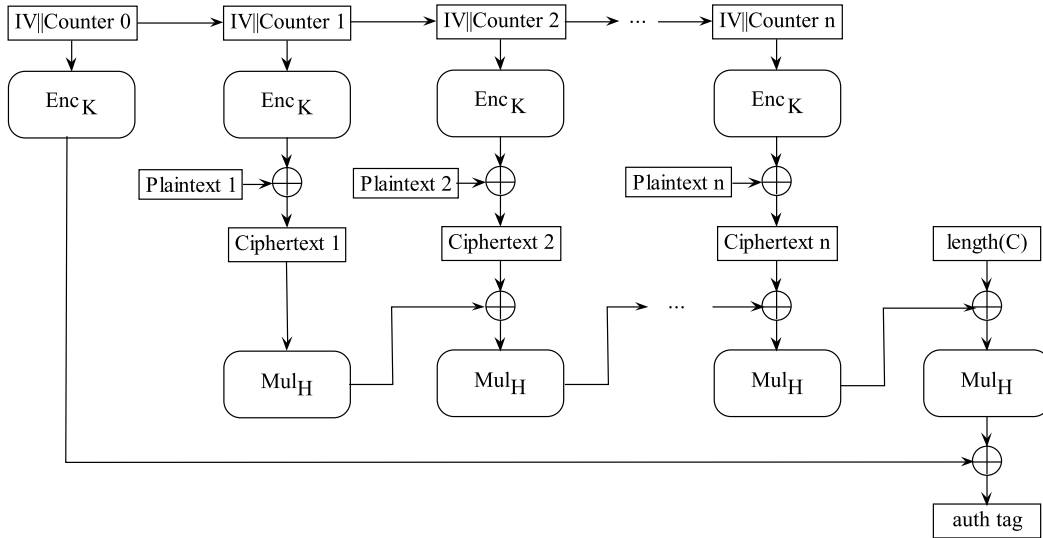 IV||Counter 0
IV||Counter 1
IV||Counter 2
...
IV||Counter n
EncK
EncK
EncK
EncK
Plaintext 1
Plaintext 2
Plaintext n
Ciphertext 1
Ciphertext 2
Ciphertext n
length(C)
...
MulH
MulH
MulH
MulH
auth tag